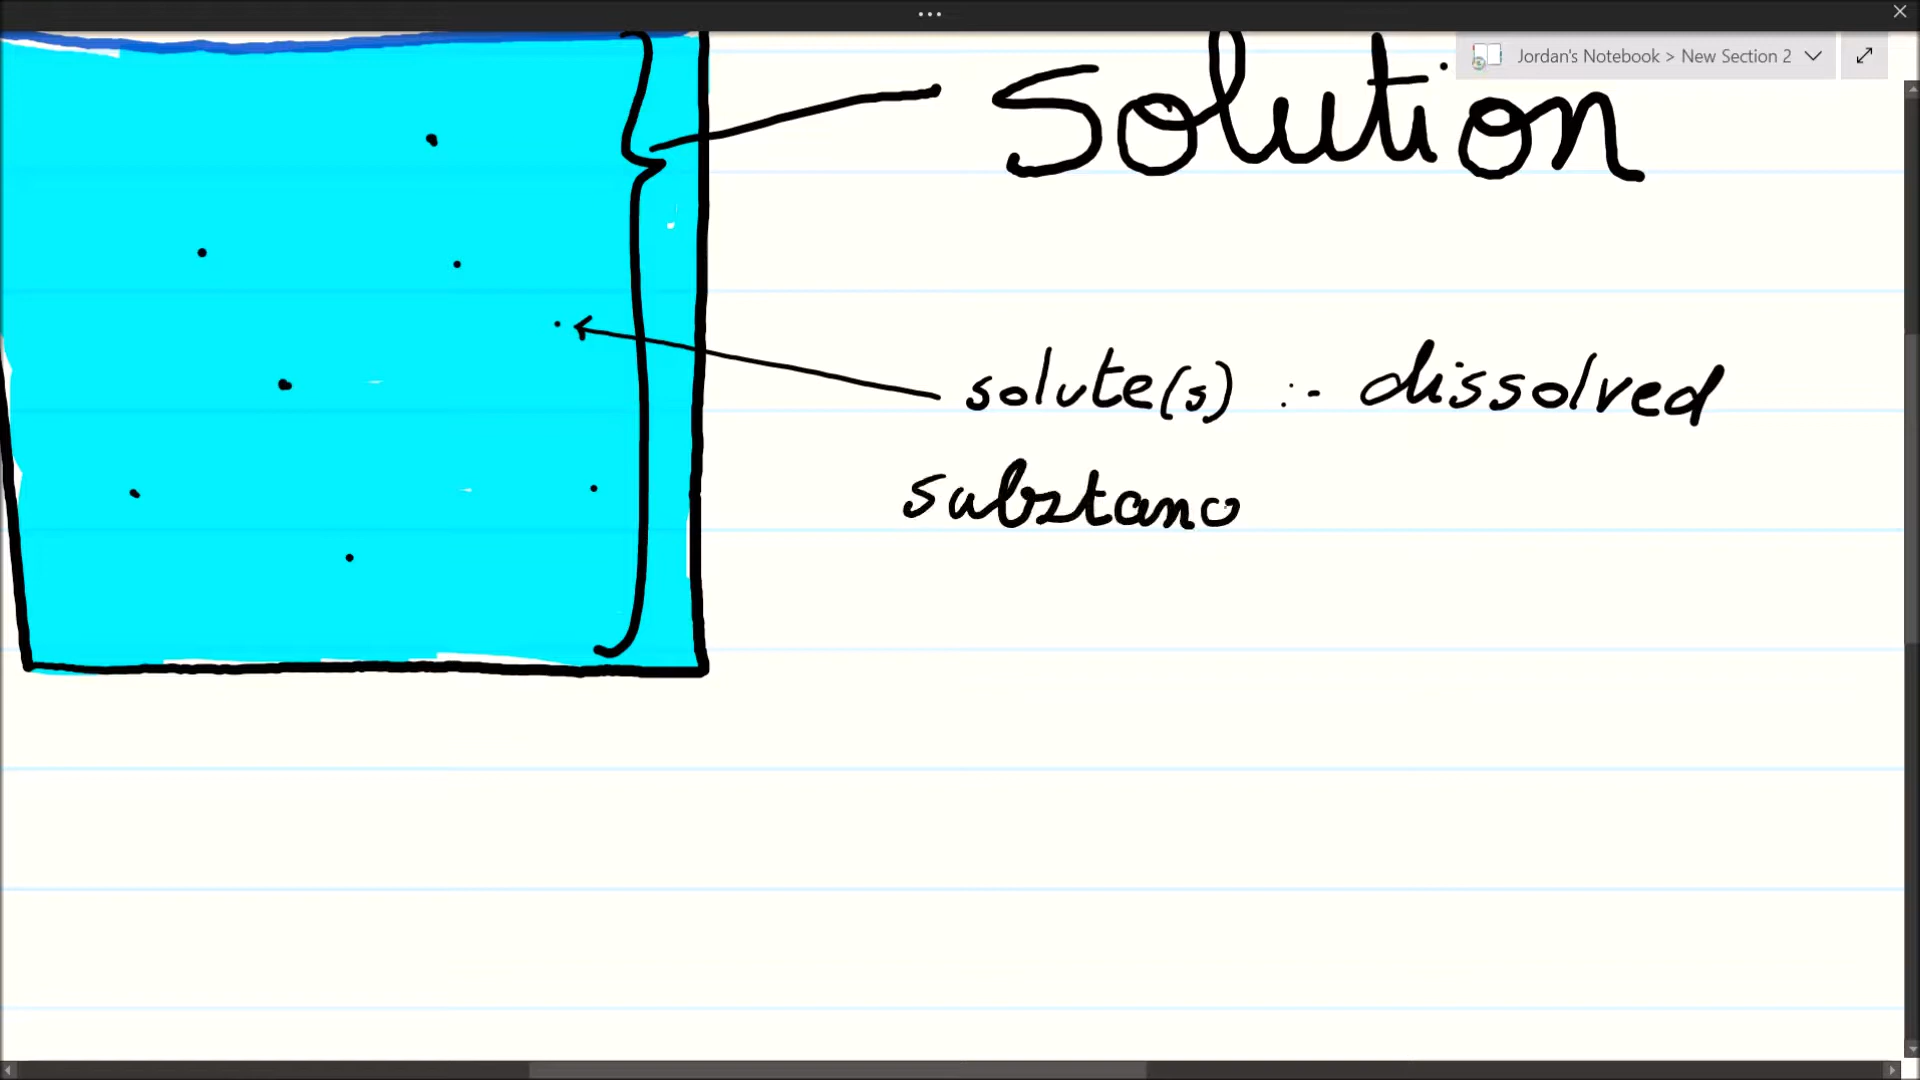 ...
Jordan's Notebook > New Section 2
Solution
solute(s) :- dissolved
substanc